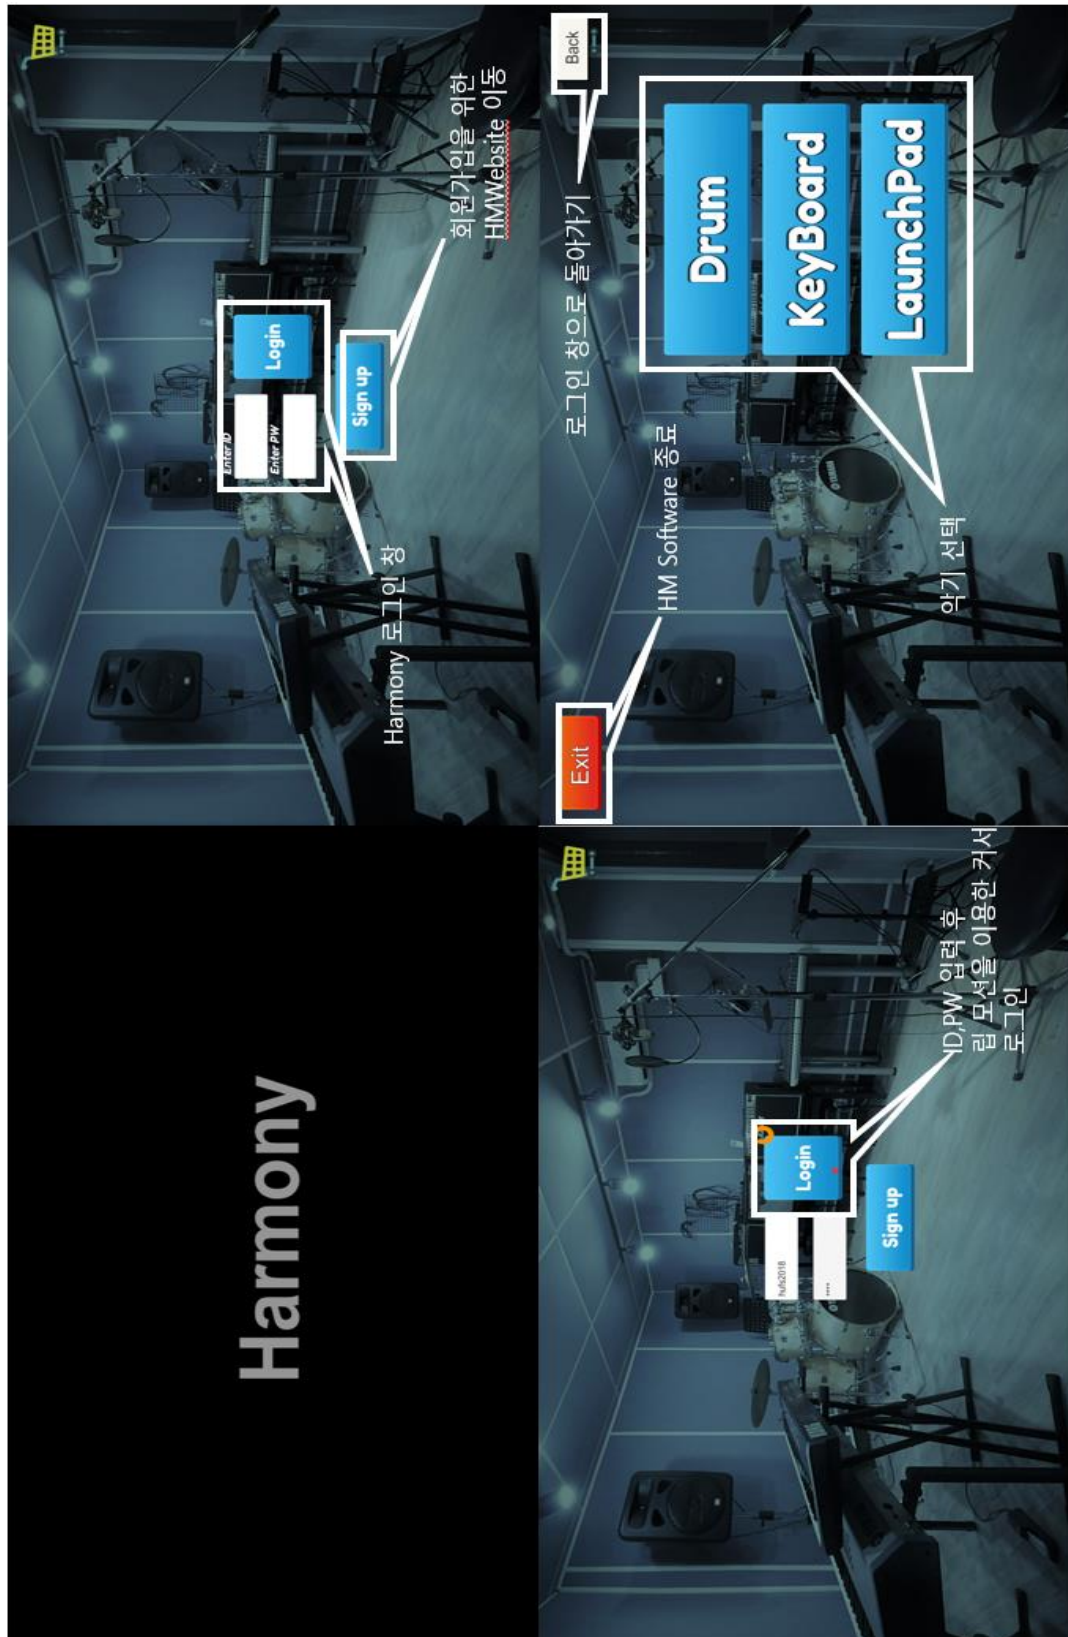 Harmony
Enter ID
Enter PW
Login
Sign up
Harmony 로그인 창
회원가입을 위한
HMWebsite 이동
hufs2018
****
Login
Sign up
ID,PW 입력 후
립 모션을 이용한 커서
로그인
Exit
HM Software 종료
로그인 창으로 돌아가기
Back
Drum
KeyBoard
LaunchPad
악기 선택
YAMAHA